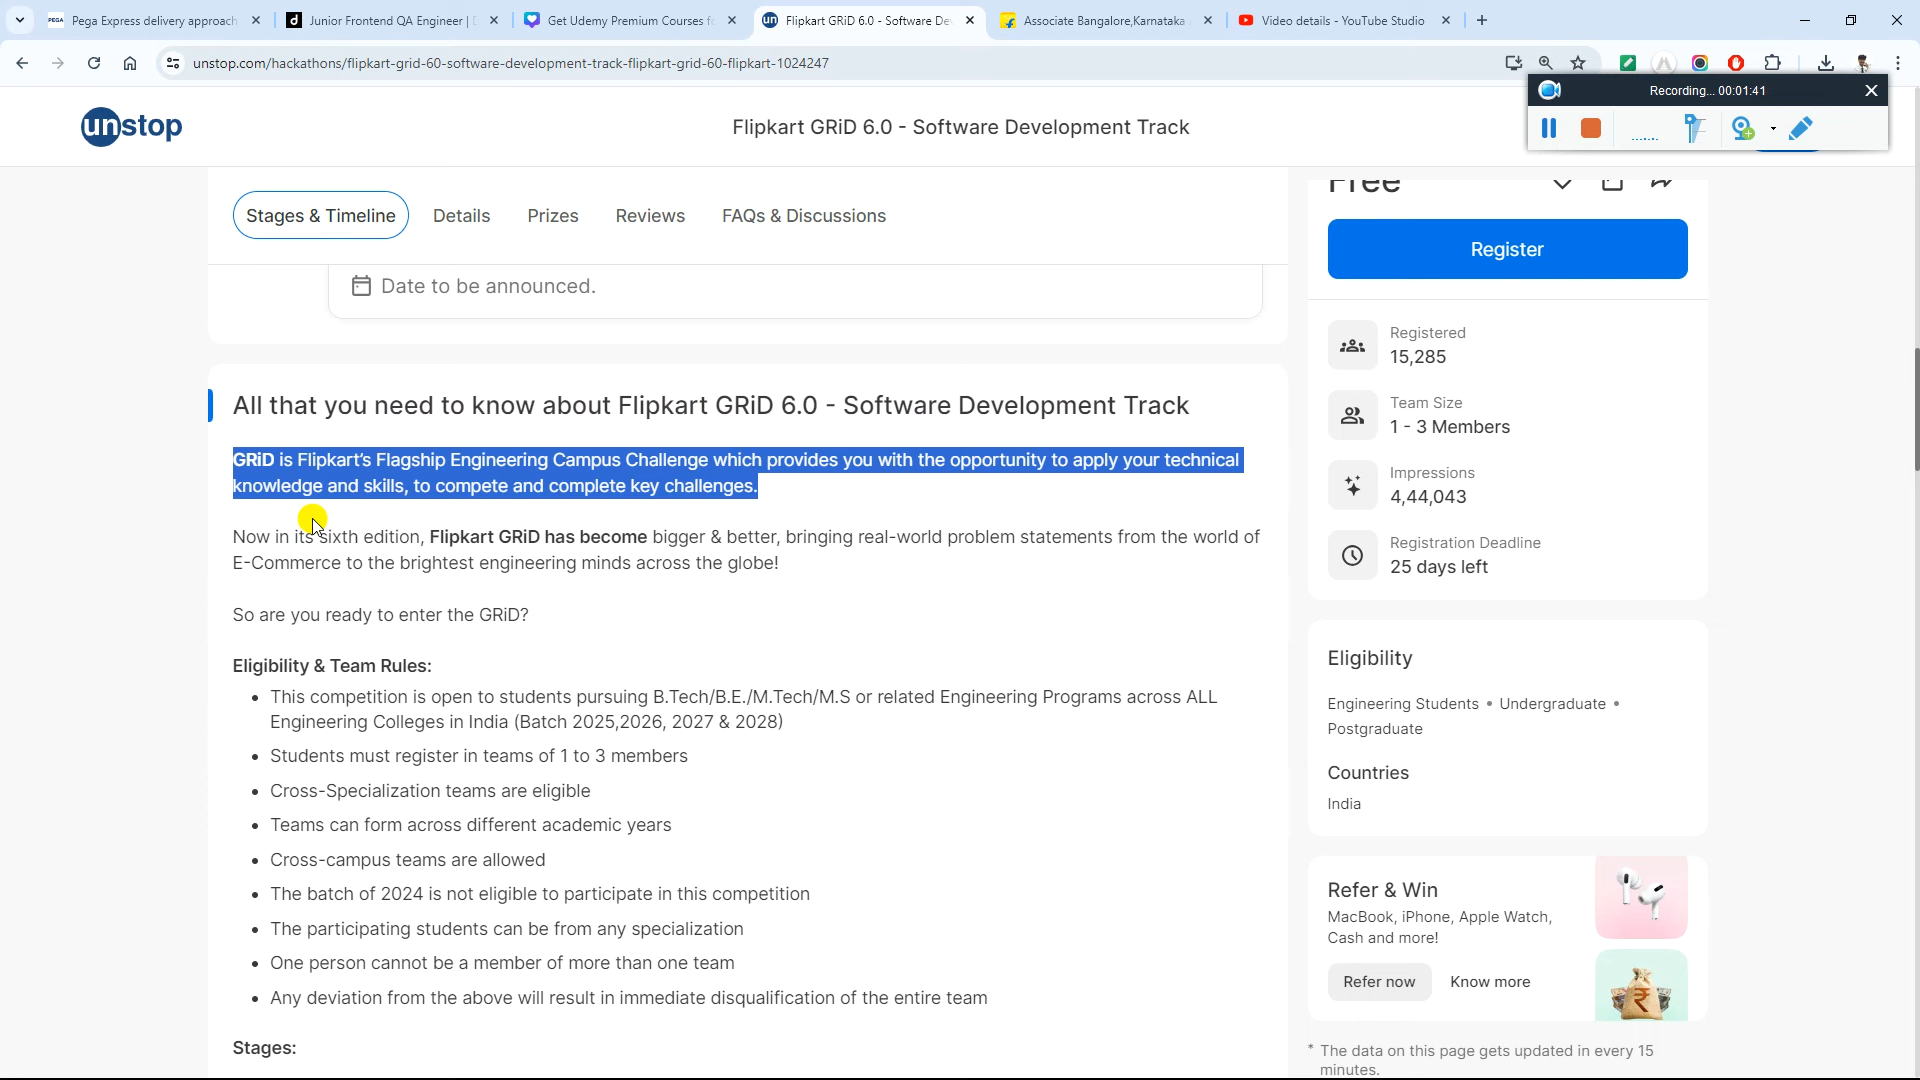 PEGA Pega Express delivery approach
Junior Frontend QA Engineer |
Get Udemy Premium Courses f
un Flipkart GRiD 6.0 - Software De
Associate Bangalore,Karnataka
Video details - YouTube Studio
unstop.com/hackathons/flipkart-grid-60-software-development-track-flipkart-grid-60-flipkart-1024247
Recording... 00:01:41
unstop
Flipkart GRiD 6.0 - Software Development Track
Stages & Timeline
Details
Prizes
Reviews
FAQs & Discussions
Date to be announced.
All that you need to know about Flipkart GRiD 6.0 - Software Development Track
GRiD is Flipkart's Flagship Engineering Campus Challenge which provides you with the opportunity to apply your technical
knowledge and skills, to compete and complete key challenges.
Now in its sixth edition, Flipkart GRiD has become bigger & better, bringing real-world problem statements from the world of
E-Commerce to the brightest engineering minds across the globe!
So are you ready to enter the GRiD?
Eligibility & Team Rules:
• This competition is open to students pursuing B.Tech/B.E./M.Tech/M.S or related Engineering Programs across ALL
Engineering Colleges in India (Batch 2025,2026, 2027 & 2028)
• Students must register in teams of 1 to 3 members
• Cross-Specialization teams are eligible
• Teams can form across different academic years
• Cross-campus teams are allowed
• The batch of 2024 is not eligible to participate in this competition
• The participating students can be from any specialization
• One person cannot be a member of more than one team
• Any deviation from the above will result in immediate disqualification of the entire team
Stages:
Free
Register
Registered
15,285
Team Size
1 - 3 Members
Impressions
4,44,043
Registration Deadline
25 days left
Eligibility
Engineering Students • Undergraduate •
Postgraduate
Countries
India
Refer & Win
MacBook, iPhone, Apple Watch,
Cash and more!
Refer now
Know more
* The data on this page gets updated in every 15
minutes.